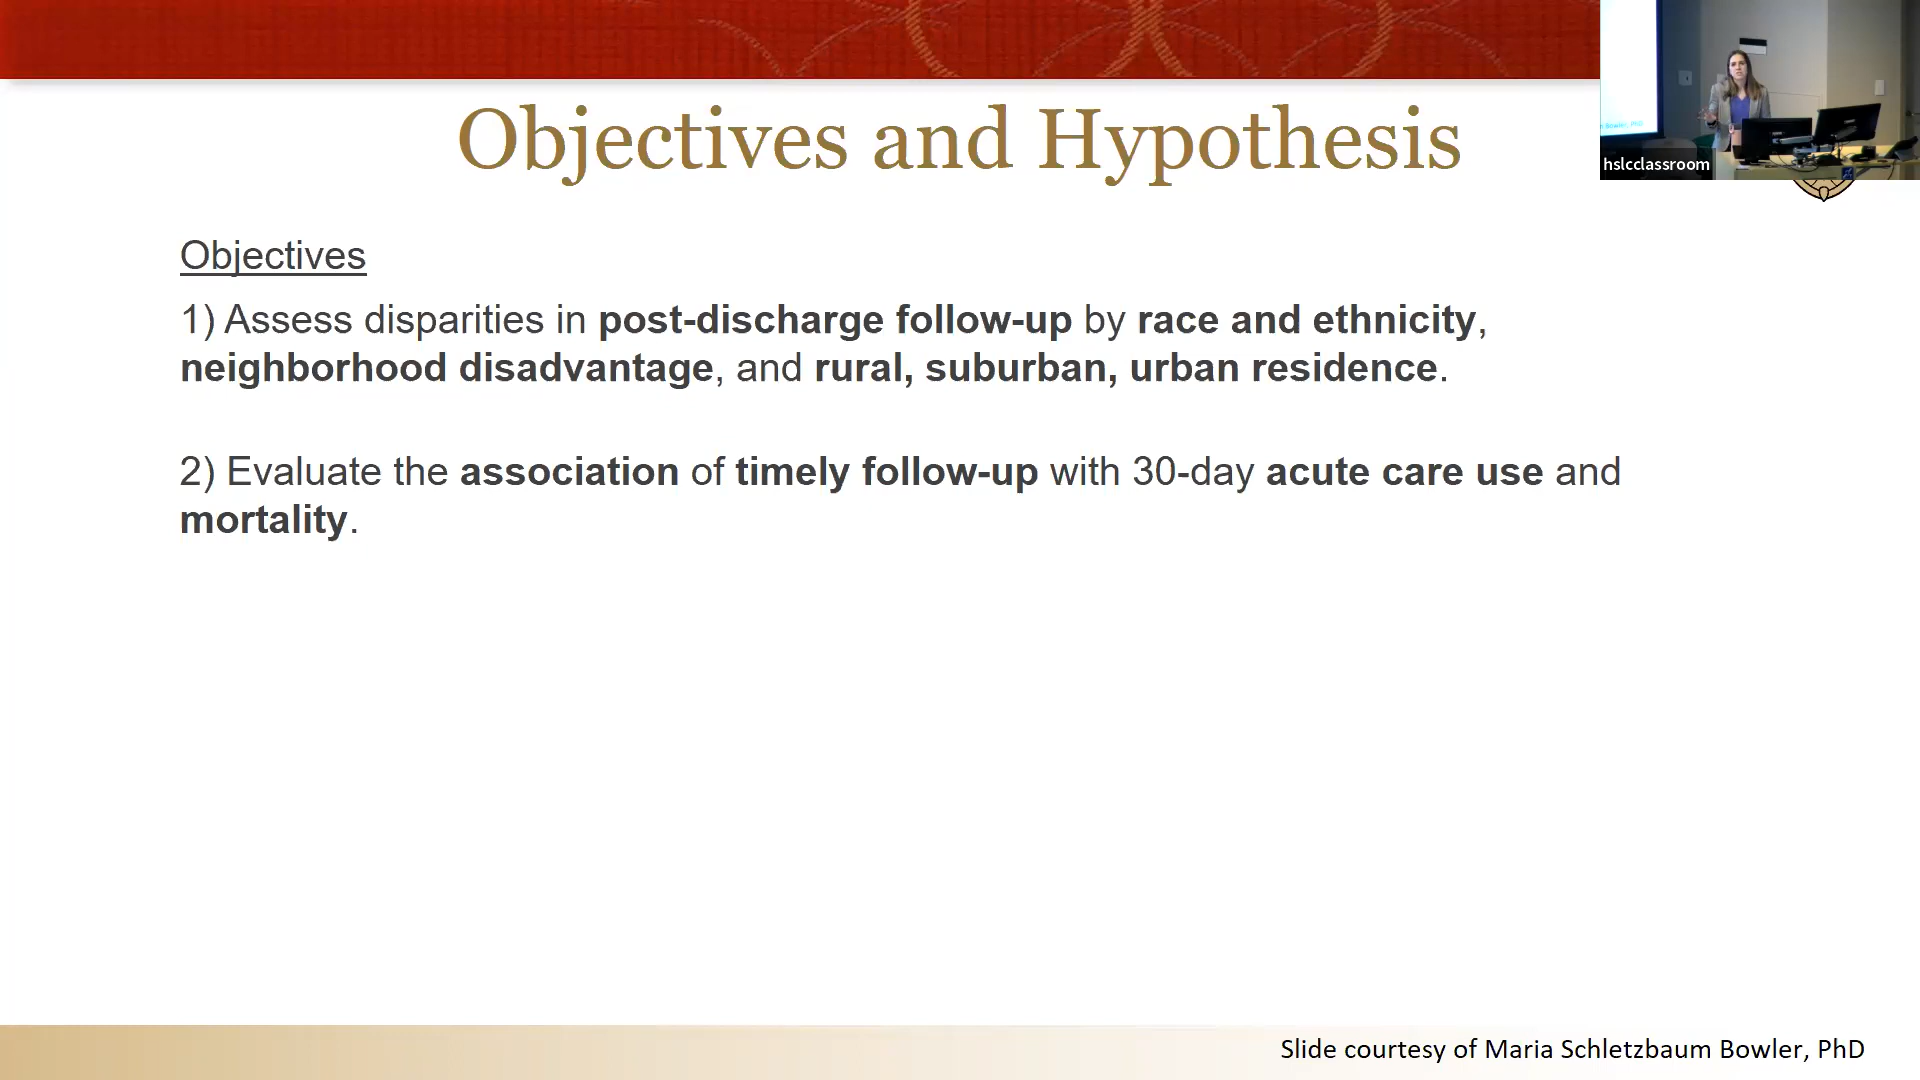 Objectives and Hypothesis
hslcclassroom
Objectives
1) Assess disparities in post-discharge follow-up by race and ethnicity,
neighborhood disadvantage, and rural, suburban, urban residence.
2) Evaluate the association of timely follow-up with 30-day acute care use and
mortality.
Slide courtesy of Maria Schletzbaum Bowler, PhD